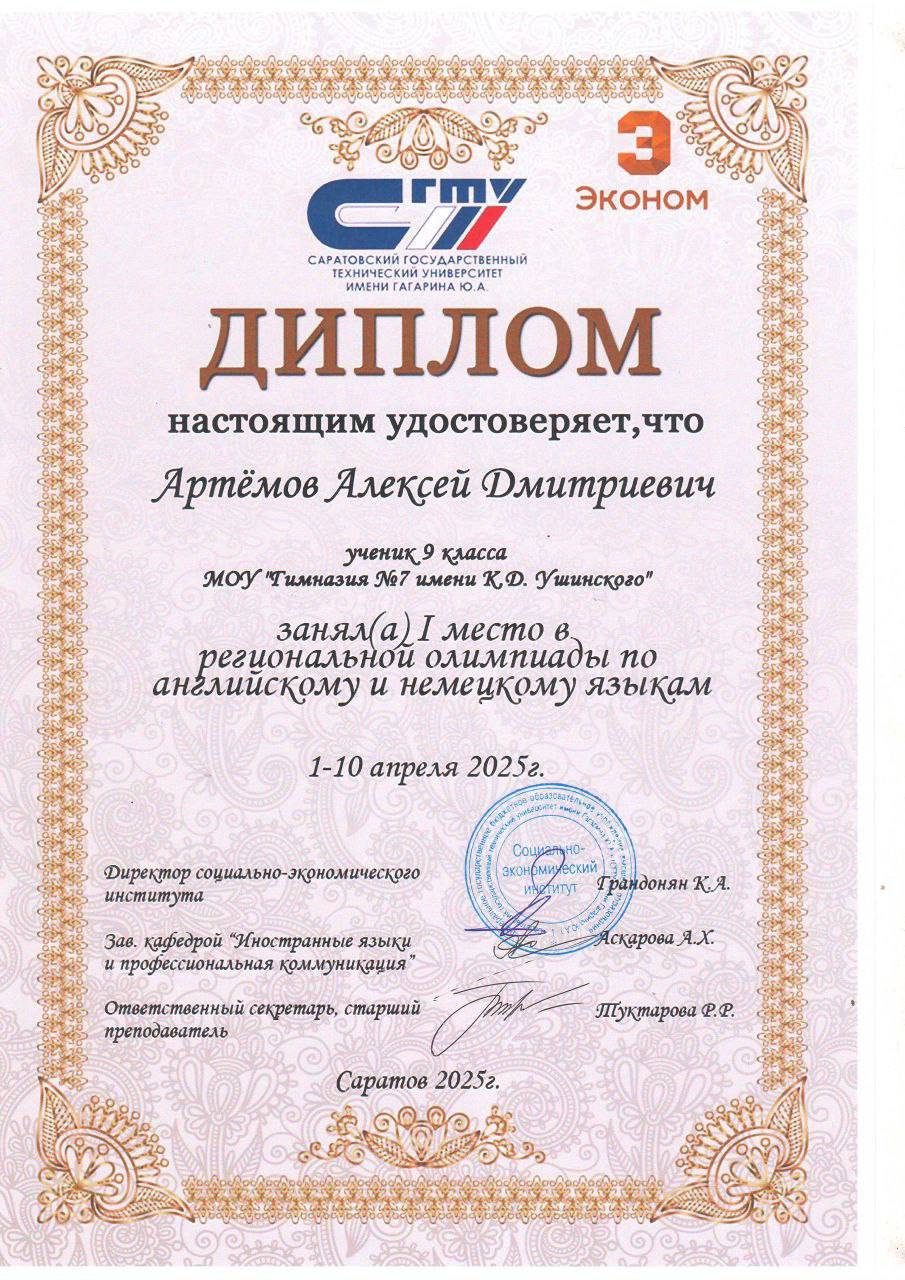 Э
ЭКОНОМ
СГТУ
САРАТОВСКИЙ ГОСУДАРСТВЕННЫЙ
ТЕХНИЧЕСКИЙ УНИВЕРСИТЕТ
ИМЕНИ ГАГАРИНА Ю.А.
ДИПЛОМ
настоящим удостоверяет,что
Артёмов Алексей Дмитриевич
ученик 9 класса
МОУ "Гимназия №7 имени К.Д. Ушинского"
занял(а) I место в
региональной олимпиады по
английскому и немецкому языкам
1-10 апреля 2025г.
Социально-
экономический
институт
Директор социально-экономического
института
Грандонян К.А.
Зав. кафедрой “Иностранные языки
и профессиональная коммуникация”
Аскарова А.Х.
Ответственный секретарь, старший
преподаватель
Туктарова Р.Р.
Саратов 2025г.